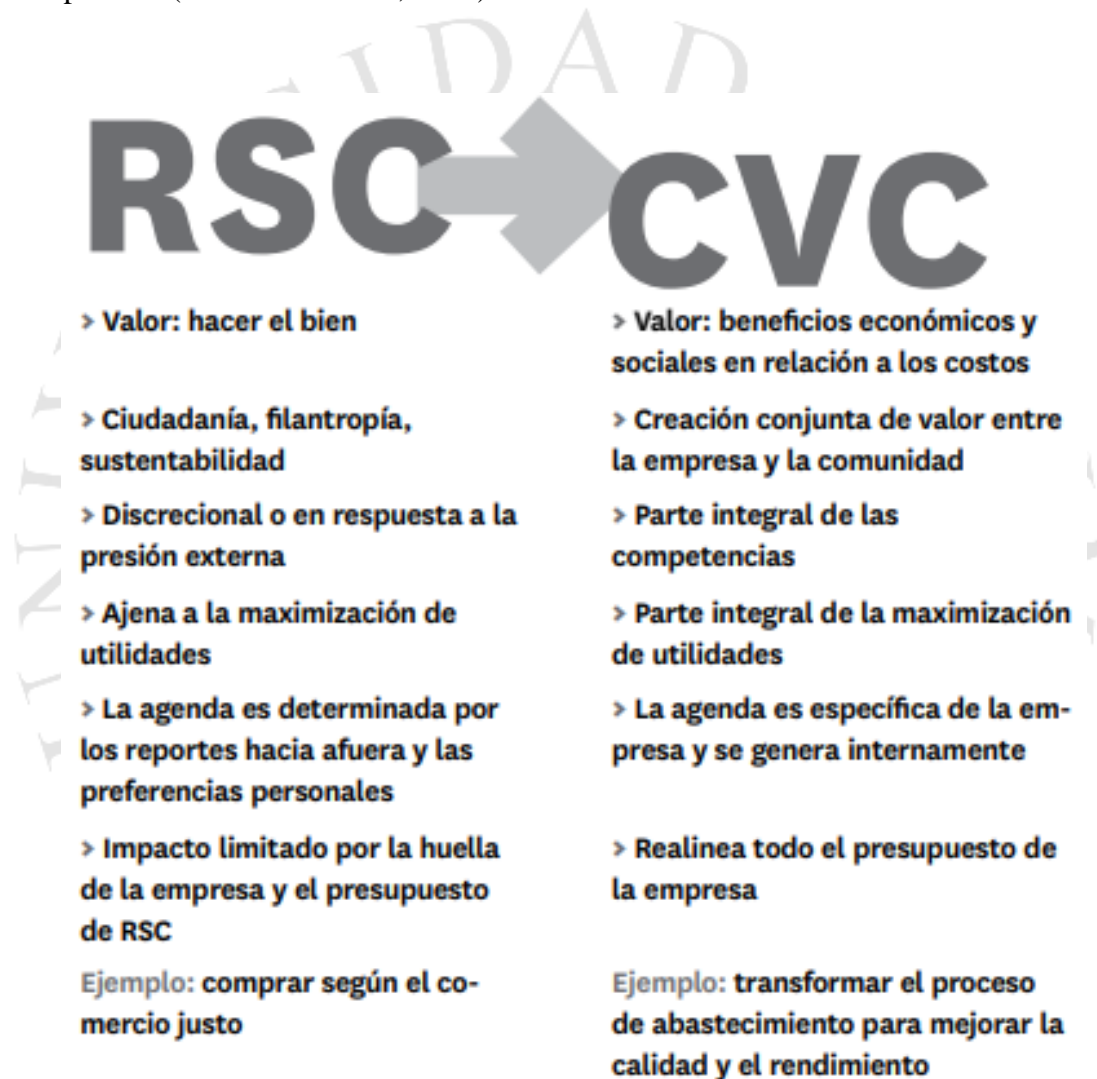 RSC
CVC
> Valor: hacer el bien
> Ciudadanía, filantropía,
sustentabilidad
> Discrecional o en respuesta a la
presión externa
> Ajena a la maximización de
utilidades
> La agenda es determinada por
los reportes hacia afuera y las
preferencias personales
> Impacto limitado por la huella
de la empresa y el presupuesto
de RSC
Ejemplo: comprar según el co-
mercio justo
> Valor: beneficios económicos y
sociales en relación a los costos
> Creación conjunta de valor entre
la empresa y la comunidad
> Parte integral de las
competencias
> Parte integral de la maximización
de utilidades
> La agenda es específica de la em-
presa y se genera internamente
> Realinea todo el presupuesto de
la empresa
Ejemplo: transformar el proceso
de abastecimiento para mejorar la
calidad y el rendimiento